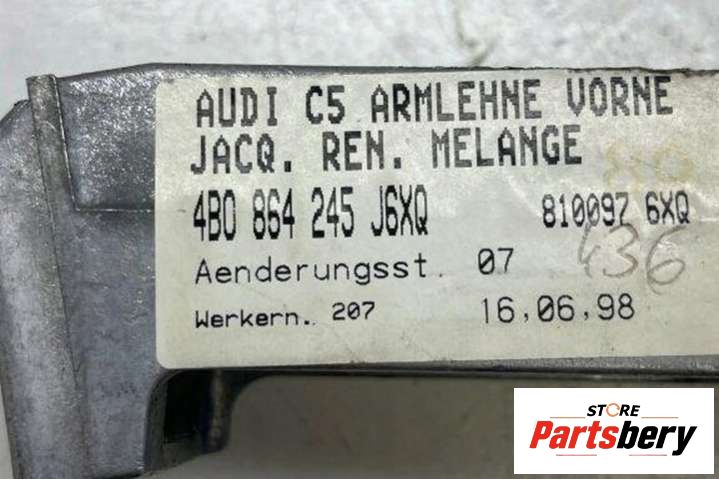 AUDI C5 ARMLEHNE VORNE
JACQ. REN. MELANGE
4B0 864 245 J6XQ 810097 6XQ
Aenderungsst. 07 436
Werkern. 207 16,06,98
STORE
Partsbery